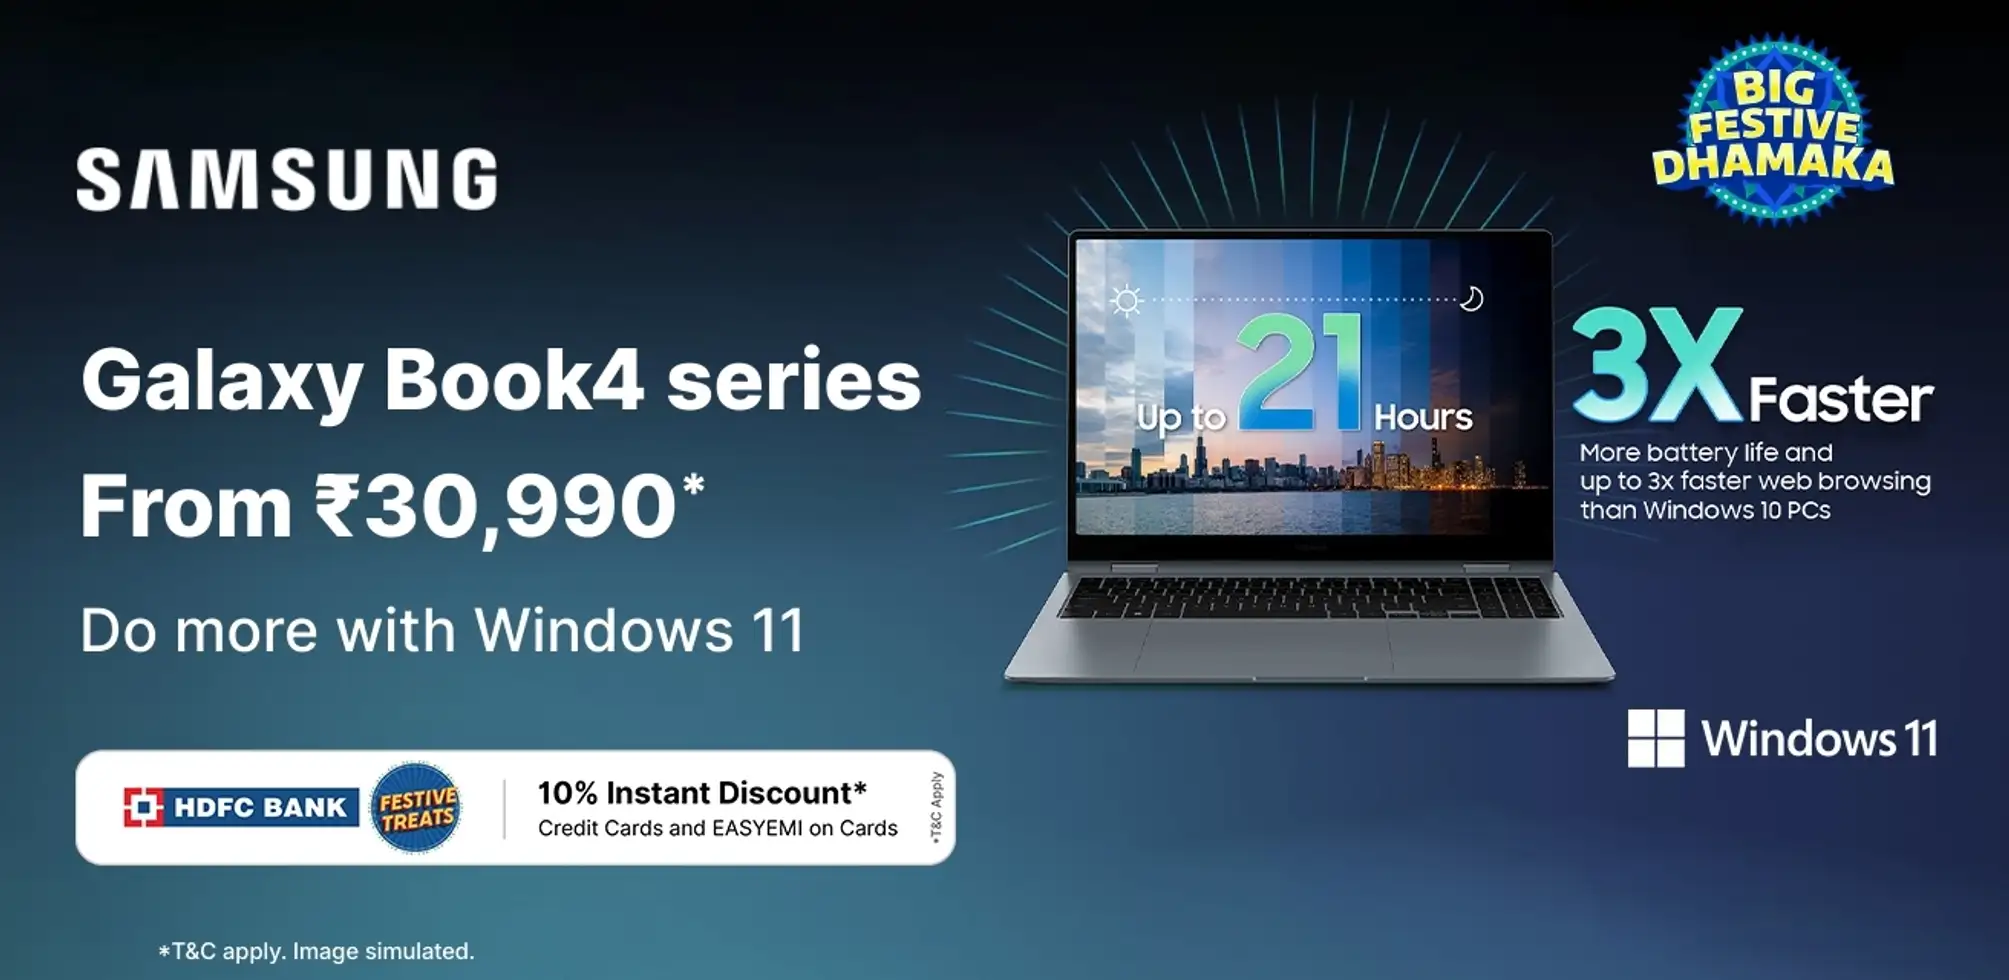 SAMSUNG
Galaxy Book4 series
From ₹30,990*
Do more with Windows 11
HDFC BANK
FESTIVE
TREATS
10% Instant Discount*
Credit Cards and EASYEMI on Cards
*T&C Apply
*T&C apply. Image simulated.
BIG
FESTIVE
DHAMAKA
Up to 21 Hours
3X Faster
More battery life and
up to 3x faster web browsing
than Windows 10 PCs
Windows 11